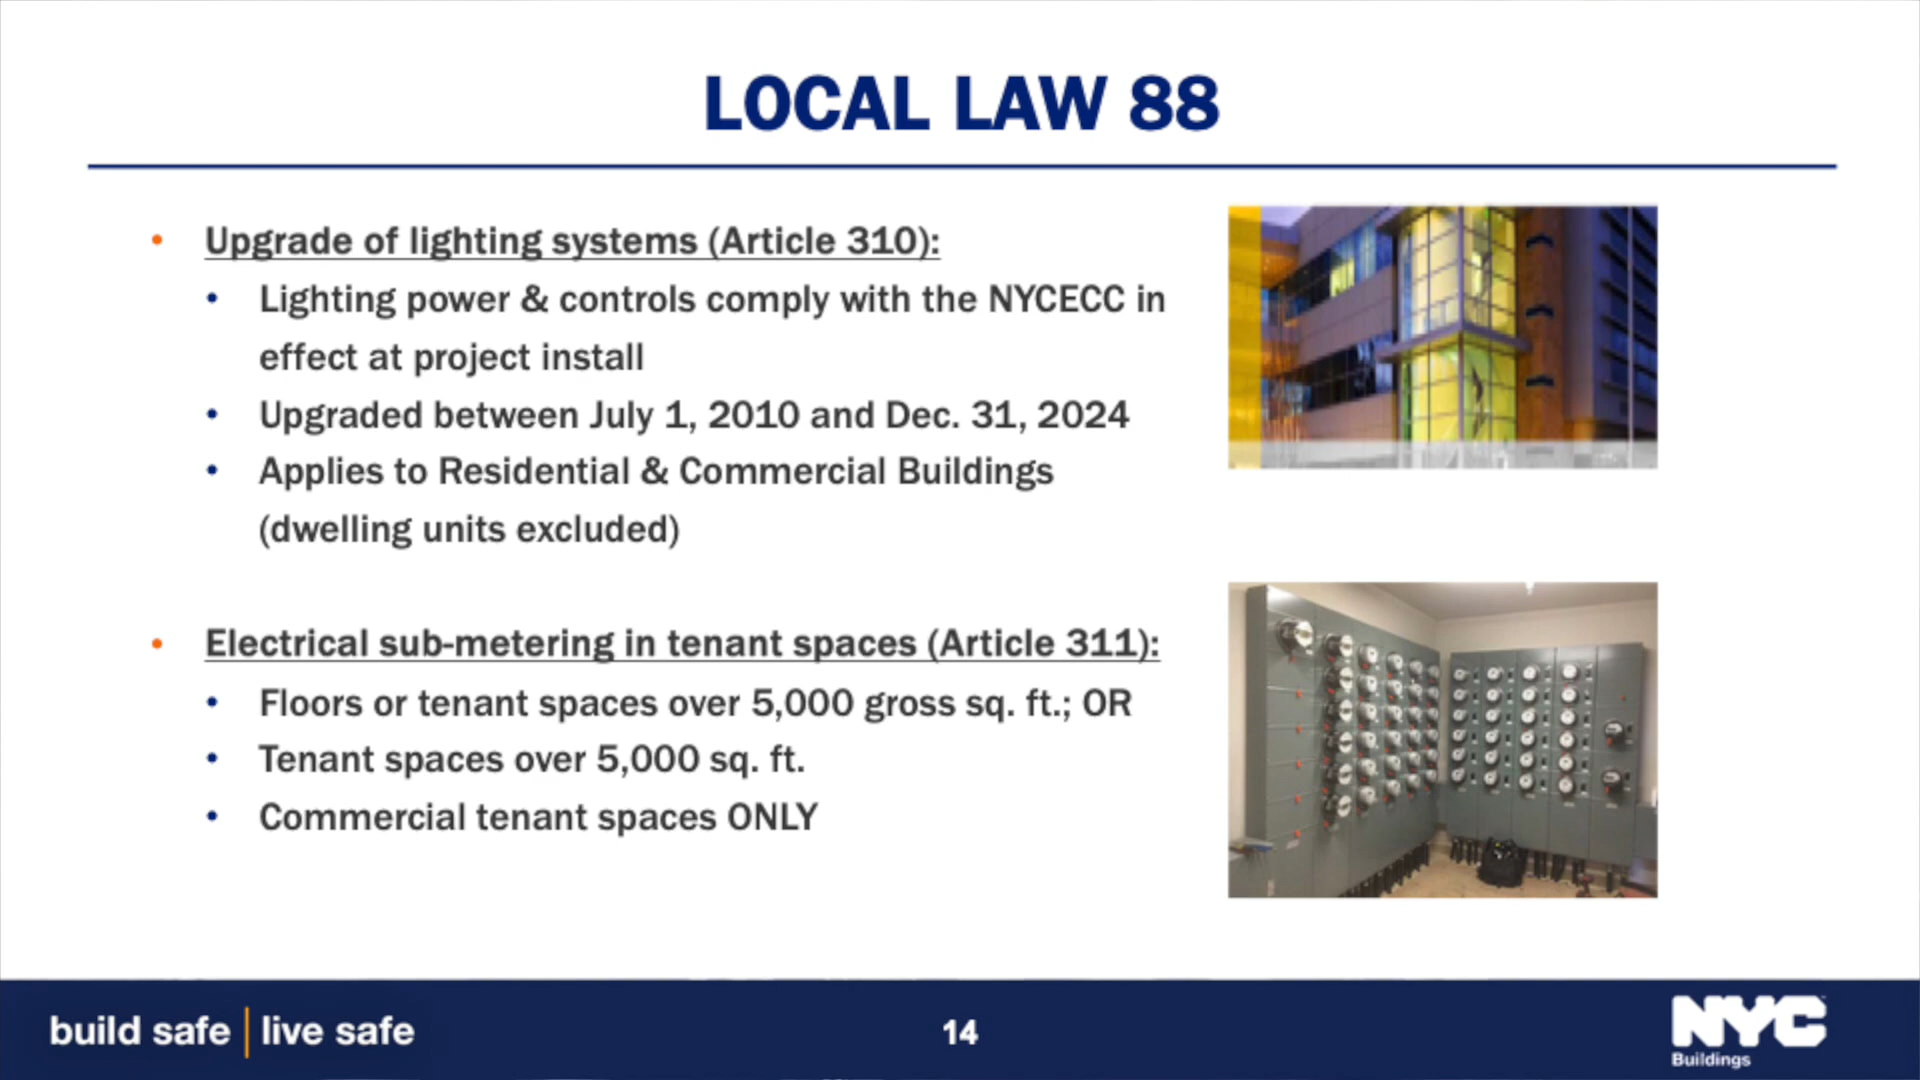 LOCAL LAW 88
• Upgrade of lighting systems (Article 310):
• Lighting power & controls comply with the NYCECC in
effect at project install
• Upgraded between July 1, 2010 and Dec. 31, 2024
• Applies to Residential & Commercial Buildings
(dwelling units excluded)
• Electrical sub-metering in tenant spaces (Article 311):
• Floors or tenant spaces over 5,000 gross sq. ft.; OR
• Tenant spaces over 5,000 sq. ft.
• Commercial tenant spaces ONLY
build safe | live safe
14
NYC
Buildings